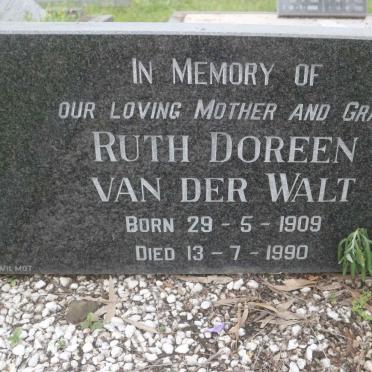 IN MEMORY OF
OUR LOVING MOTHER AND GRA
RUTH DOREEN
VAN DER WALT
BORN 29 - 5 - 1909
DIED 13 - 7 - 1990
WILMOT